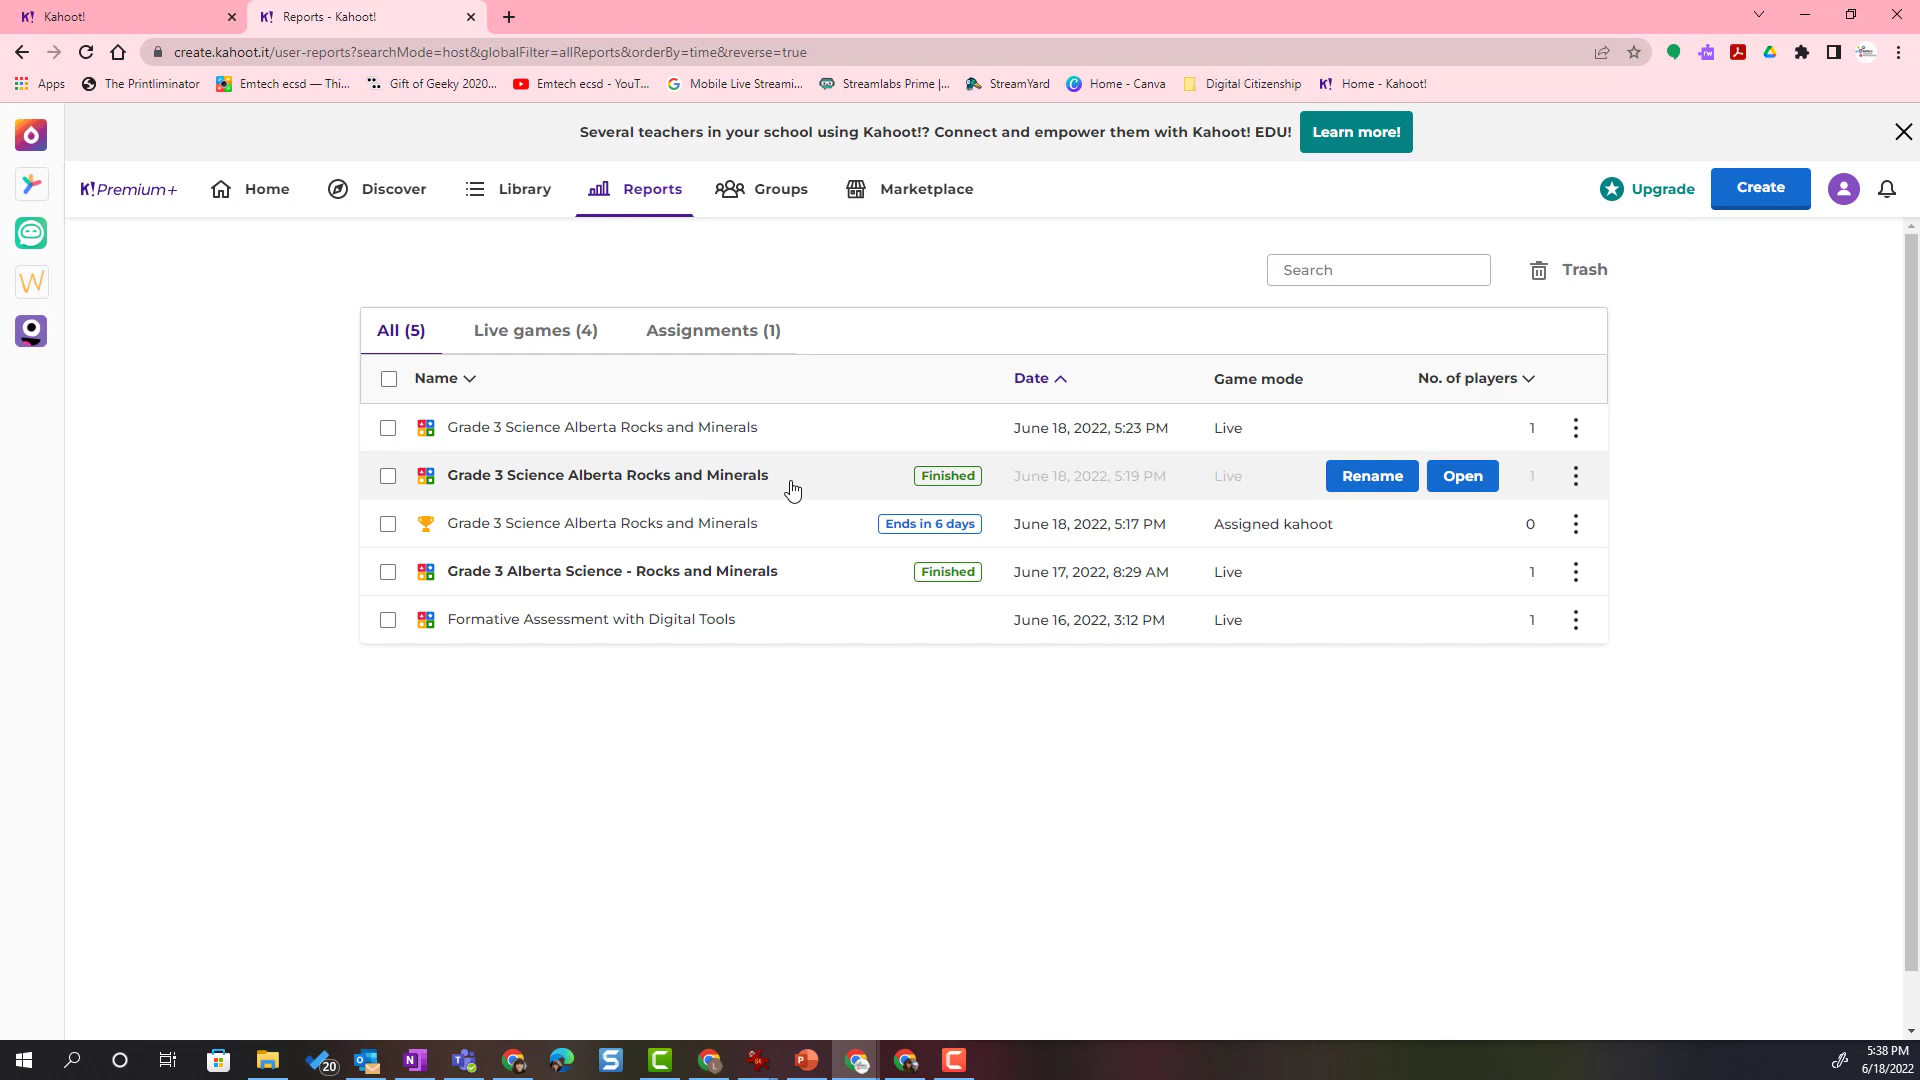 Kahoot!
Reports - Kahoot!
create.kahoot.it/user-reports?searchMode=host&globalFilter=allReports&orderBy=time&reverse=true
Apps The Printliminator Emtech ecsd — Thi... Gift of Geeky 2020... Emtech ecsd - YouT... Mobile Live Streami... Streamlabs Prime |... StreamYard Home - Canva Digital Citizenship Home - Kahoot!
Several teachers in your school using Kahoot!? Connect and empower them with Kahoot! EDU! Learn more!
K!Premium+ Home Discover Library Reports Groups Marketplace Upgrade Create
Search Trash
All (5) Live games (4) Assignments (1)
Name Date Game mode No. of players
Grade 3 Science Alberta Rocks and Minerals June 18, 2022, 5:23 PM Live 1
Grade 3 Science Alberta Rocks and Minerals Finished June 18, 2022, 5:19 PM Live Rename Open 1
Grade 3 Science Alberta Rocks and Minerals Ends in 6 days June 18, 2022, 5:17 PM Assigned kahoot 0
Grade 3 Alberta Science - Rocks and Minerals Finished June 17, 2022, 8:29 AM Live 1
Formative Assessment with Digital Tools June 16, 2022, 3:12 PM Live 1
20
5:38 PM
6/18/2022